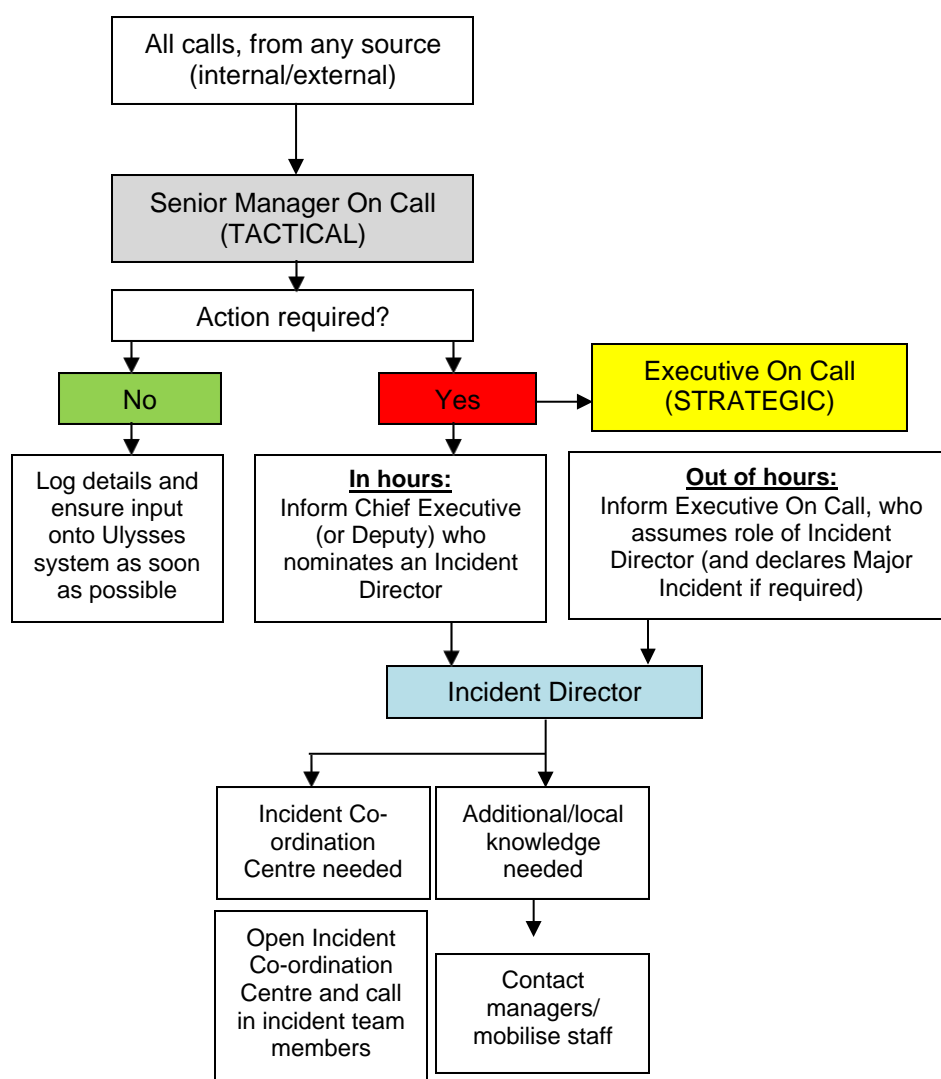 All calls, from any source
(internal/external)
Senior Manager On Call
(TACTICAL)
Action required?
No
Yes
Executive On Call
(STRATEGIC)
Log details and
ensure input
onto Ulysses
system as soon
as possible
In hours:
Inform Chief Executive
(or Deputy) who
nominates an Incident
Director
Out of hours:
Inform Executive On Call, who
assumes role of Incident
Director (and declares Major
Incident if required)
Incident Director
Incident Co-
ordination
Centre needed
Additional/local
knowledge
needed
Open Incident
Co-ordination
Centre and call
in incident team
members
Contact
managers/
mobilise staff